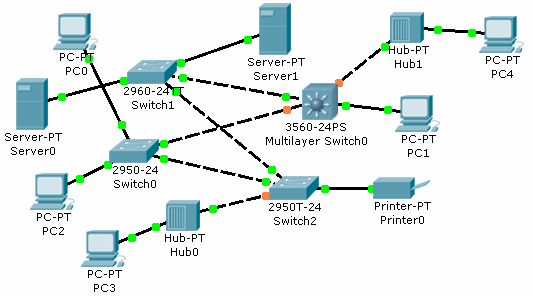 PC-PT
PC0
Server-PT
Server1
Hub-PT
Hub1
PC-PT
PC4
2960-24TT
Switch1
Server-PT
Server0
3560-24PS
Multilayer Switch0
PC-PT
PC1
2950-24
Switch0
PC-PT
PC2
2950T-24
Switch2
Printer-PT
Printer0
Hub-PT
Hub0
PC-PT
PC3